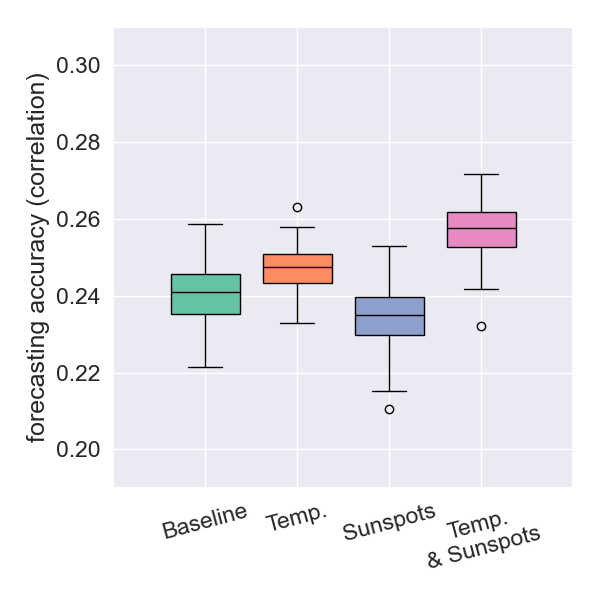 forecasting accuracy (correlation)
0.30
0.28
0.26
0.24
0.22
0.20
Baseline
Temp.
Sunspots
Temp.
& Sunspots